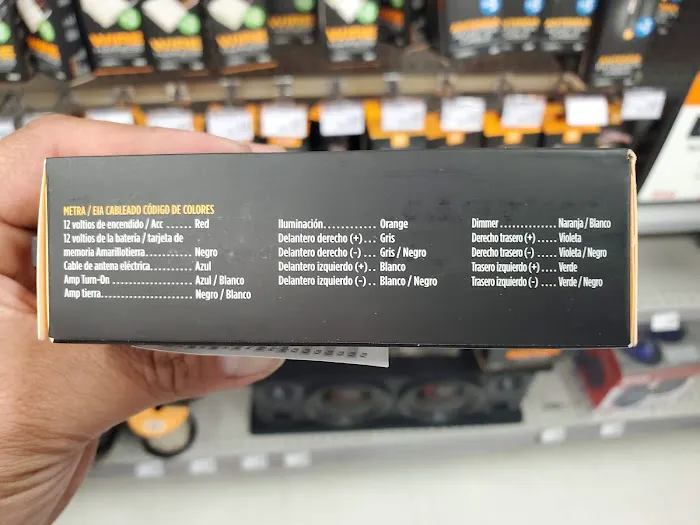 METRA / EIA CABLEADO CÓDIGO DE COLORES
12 voltios de encendido / Acc ...... Red
12 voltios de la batería / tarjeta de
memoria Amarillotierra............. Negro
Cable de antena eléctrica.......... Azul
Amp Turn-On ..................... Azul / Blanco
Amp tierra......................... Negro / Blanco
Iluminación............. Orange
Delantero derecho (+) . . Gris
Delantero derecho (-) . . Gris / Negro
Delantero izquierdo (+) . . Blanco
Delantero izquierdo (-) . Blanco / Negro
Dimmer................ Naranja / Blanco
Derecho trasero (+) ..... Violeta
Derecho trasero (-) ..... Violeta / Negro
Trasero izquierdo (+) .... Verde
Trasero izquierdo (-) .... Verde / Negro